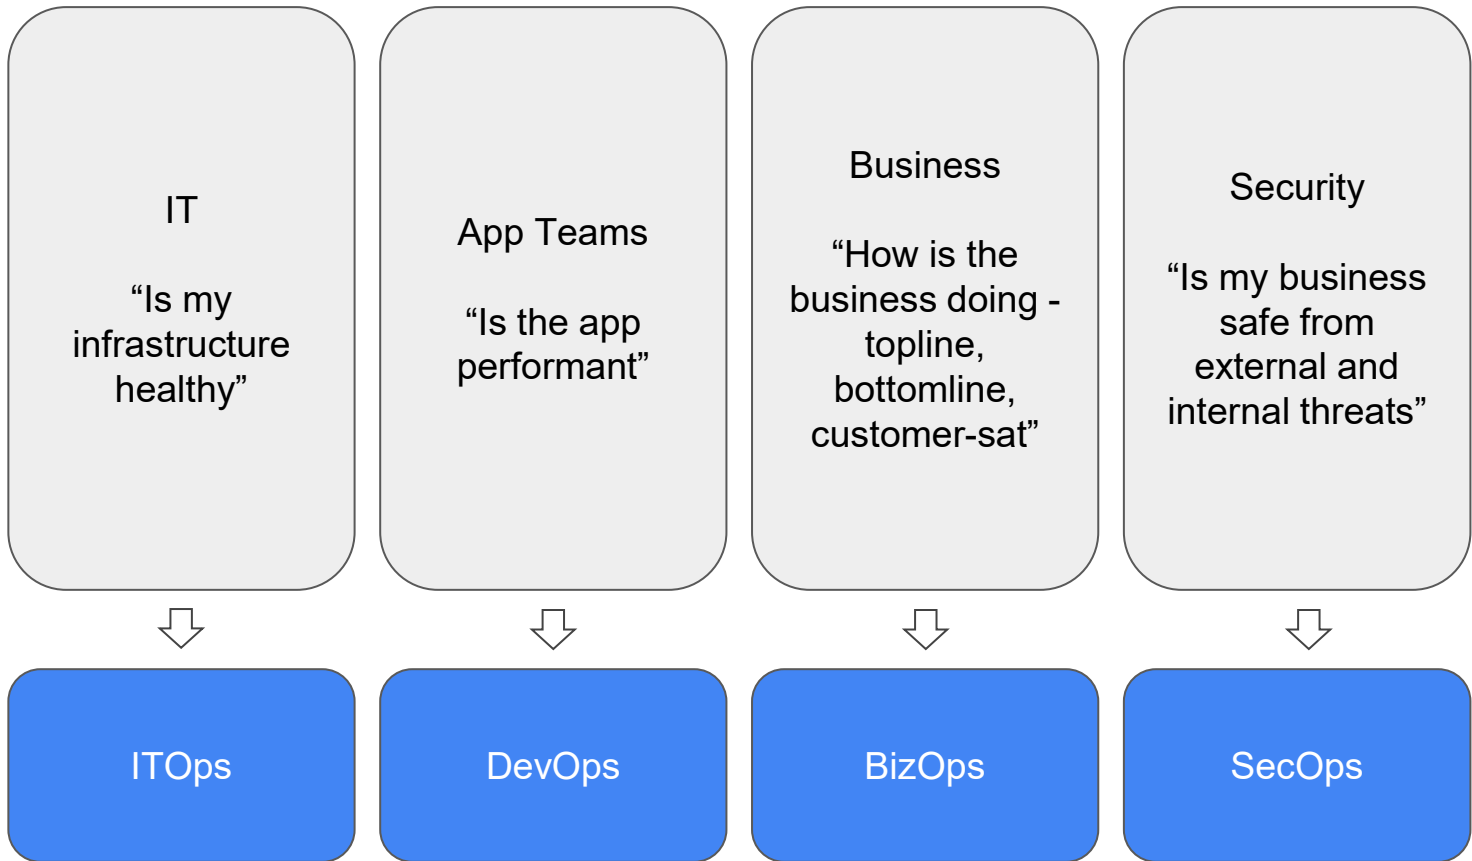 IT
“Is my
infrastructure
healthy”
App Teams
“Is the app
performant”
Business
“How is the
business doing -
topline,
bottomline,
customer-sat”
Security
“Is my business
safe from
external and
internal threats”
ITOps
DevOps
BizOps
SecOps